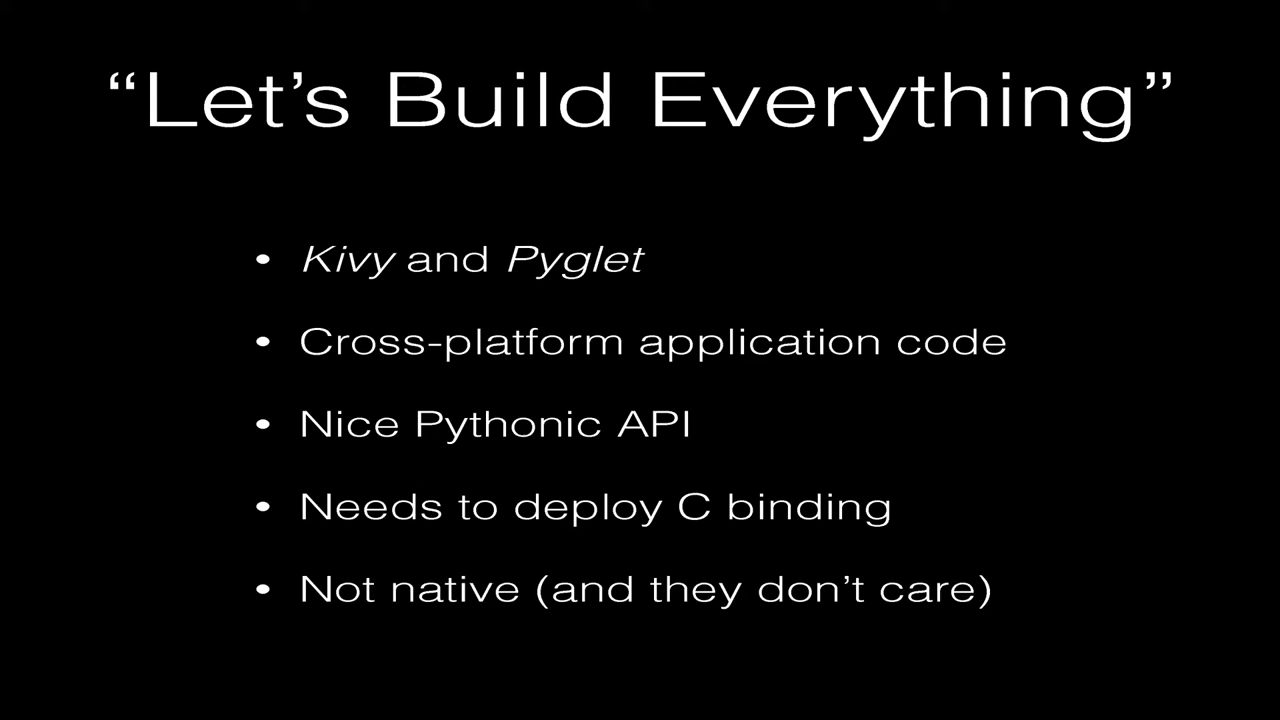 “Let’s Build Everything”
• Kivy and Pyglet
• Cross-platform application code
• Nice Pythonic API
• Needs to deploy C binding
• Not native (and they don’t care)